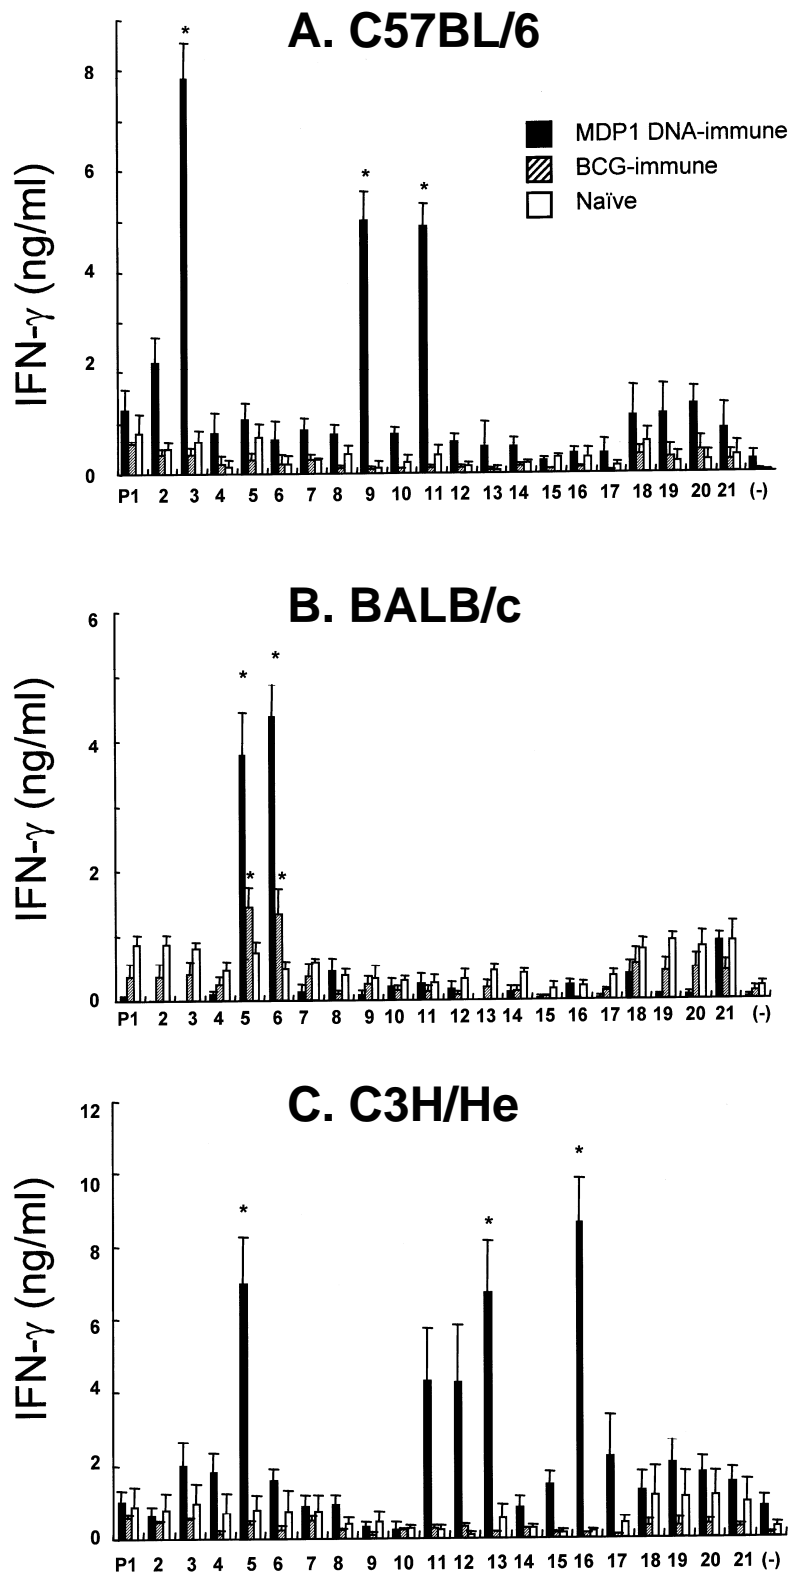 A. C57BL/6
MDP1 DNA-immune
BCG-immune
Naïve
IFN-γ (ng/ml)
8
6
4
2
0
*
*
*
P1 2 3 4 5 6 7 8 9 10 11 12 13 14 15 16 17 18 19 20 21 (-)
B. BALB/c
IFN-γ (ng/ml)
6
4
2
0
*
*
*
*
P1 2 3 4 5 6 7 8 9 10 11 12 13 14 15 16 17 18 19 20 21 (-)
C. C3H/He
IFN-γ (ng/ml)
12
10
8
6
4
2
0
*
*
*
P1 2 3 4 5 6 7 8 9 10 11 12 13 14 15 16 17 18 19 20 21 (-)